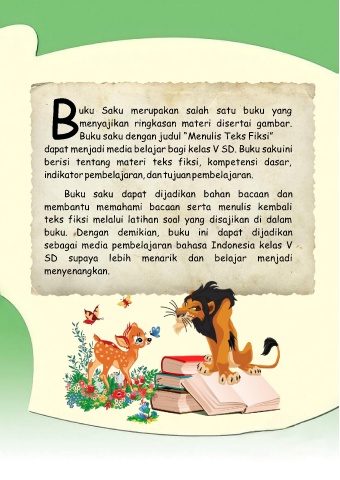 Buku Saku merupakan salah satu buku yang
menyajikan ringkasan materi disertai gambar.
Buku saku dengan judul "Menulis Teks Fiksi"
dapat menjadi media belajar bagi kelas V SD. Buku saku ini
berisi tentang materi teks fiksi, kompetensi dasar,
indikator pembelajaran, dan tujuan pembelajaran.
Buku saku dapat dijadikan bahan bacaan dan
membantu memahami bacaan serta menulis kembali
teks fiksi melalui latihan soal yang disajikan di dalam
buku. Dengan demikian, buku ini dapat dijadikan
sebagai media pembelajaran bahasa Indonesia kelas V
SD supaya lebih menarik dan belajar menjadi
menyenangkan.